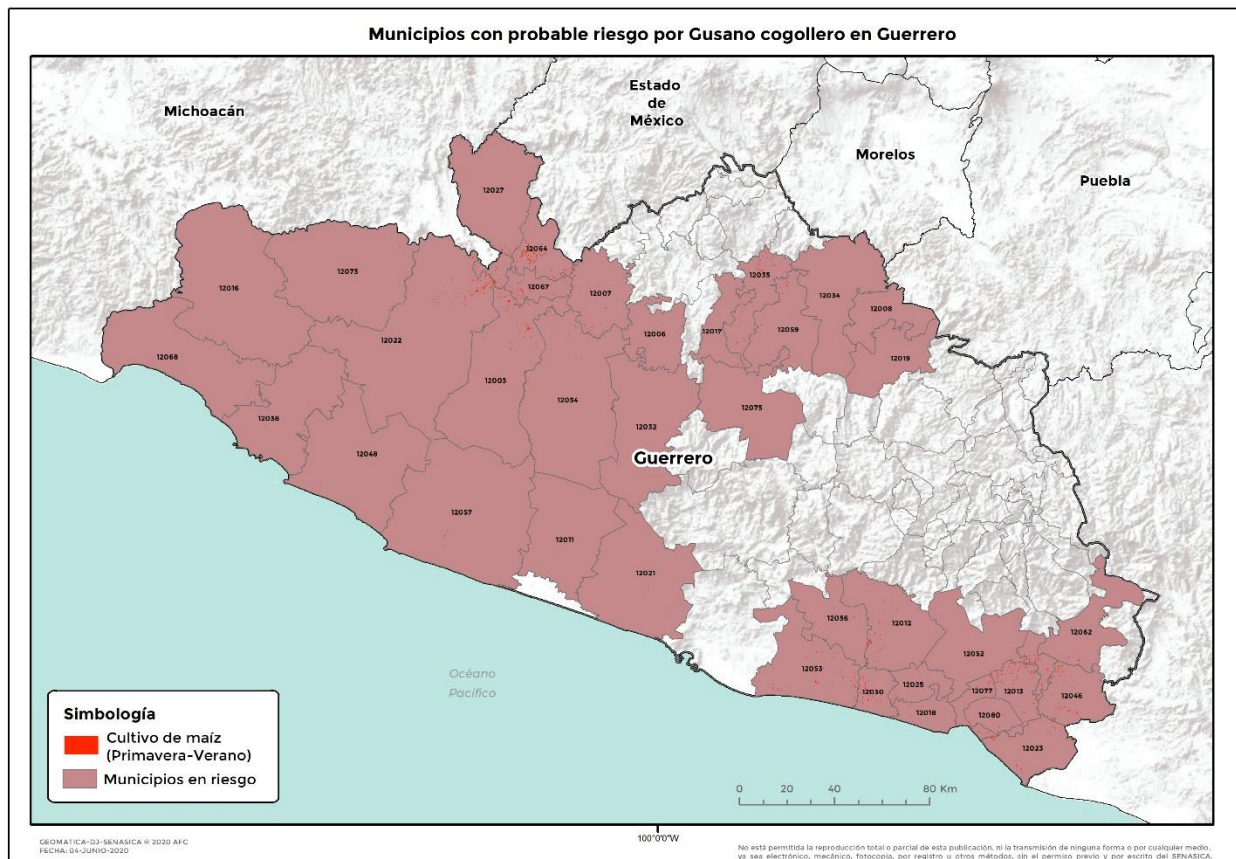 Municipios con probable riesgo por Gusano cogollero en Guerrero
Michoacán
Estado
de
México
Morelos
Puebla
12027
12064
12016
12073
12067
12007
12035
12034
12008
12006
12017
12059
12022
12019
12068
12003
12054
12075
12038
12032
12048
Guerrero
12057
12011
12021
12056
12012
12062
12052
12053
12030
12025
12077
12013
12046
12018
12080
12023
Océano
Pacífico
Simbología
Cultivo de maíz
(Primavera-Verano)
Municipios en riesgo
0 20 40 80 Km
100°0'0"W
GEOMATICA-DJ-SENASICA © 2020 AFC
FECHA: 04-JUNIO-2020
No está permitida la reproducción total o parcial de esta publicación, ni la transmisión de ninguna forma o por cualquier medio,
ya sea electrónico, mecánico, fotocopia, por registro u otros métodos, sin el permiso previo y por escrito del SENASICA.